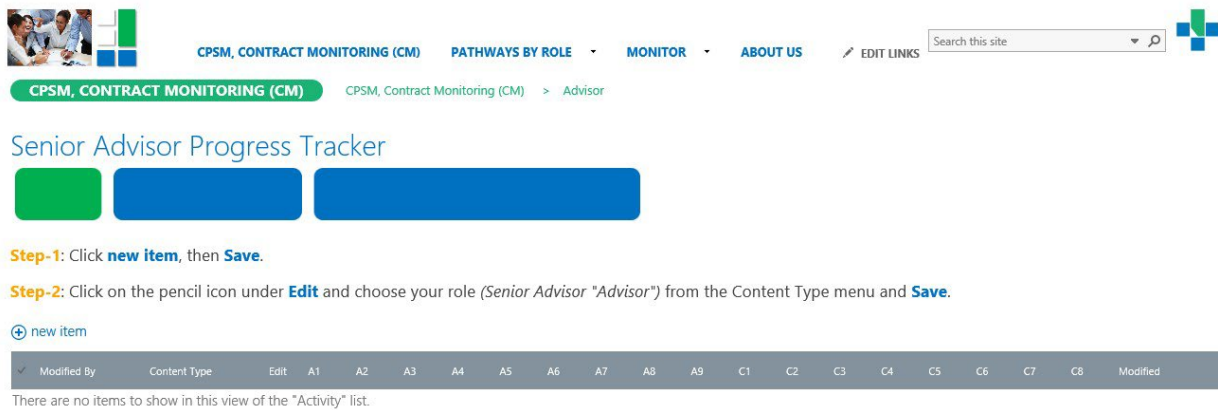 CPSM, CONTRACT MONITORING (CM) PATHWAYS BY ROLE MONITOR ABOUT US EDIT LINKS Search this site
CPSM, CONTRACT MONITORING (CM) CPSM, Contract Monitoring (CM) > Advisor
Senior Advisor Progress Tracker
Step-1: Click new item, then Save.
Step-2: Click on the pencil icon under Edit and choose your role (Senior Advisor "Advisor") from the Content Type menu and Save.
new item
Modified By Content Type Edit A1 A2 A3 A4 A5 A6 A7 A8 A9 C1 C2 C3 C4 C5 C6 C7 C8 Modified
There are no items to show in this view of the "Activity" list.